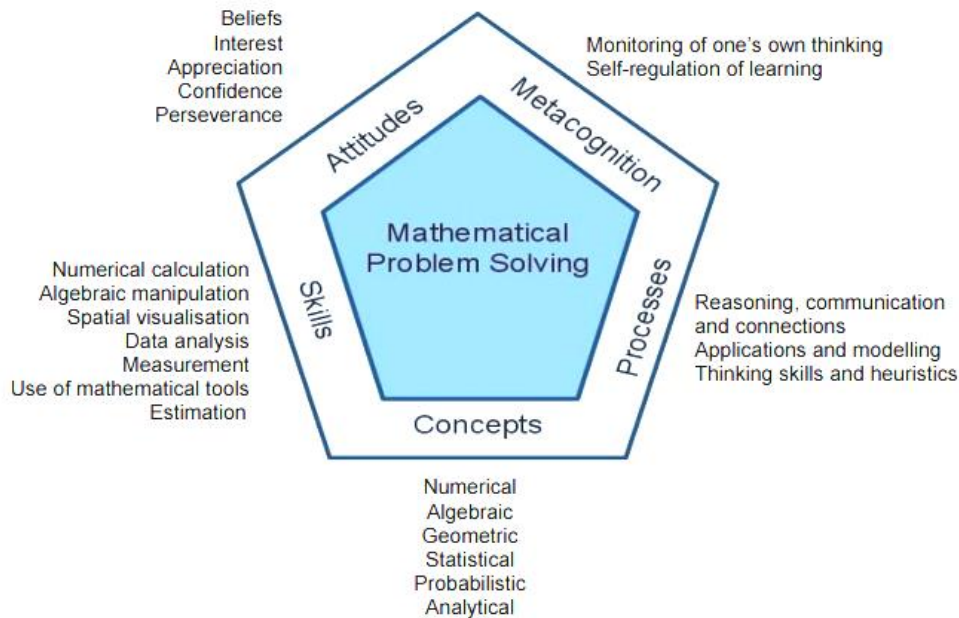 Beliefs
Interest
Appreciation
Confidence
Perseverance
Monitoring of one's own thinking
Self-regulation of learning
Attitudes
Metacognition
Mathematical
Problem Solving
Numerical calculation
Algebraic manipulation
Spatial visualisation
Data analysis
Measurement
Use of mathematical tools
Estimation
Skills
Processes
Reasoning, communication
and connections
Applications and modelling
Thinking skills and heuristics
Concepts
Numerical
Algebraic
Geometric
Statistical
Probabilistic
Analytical